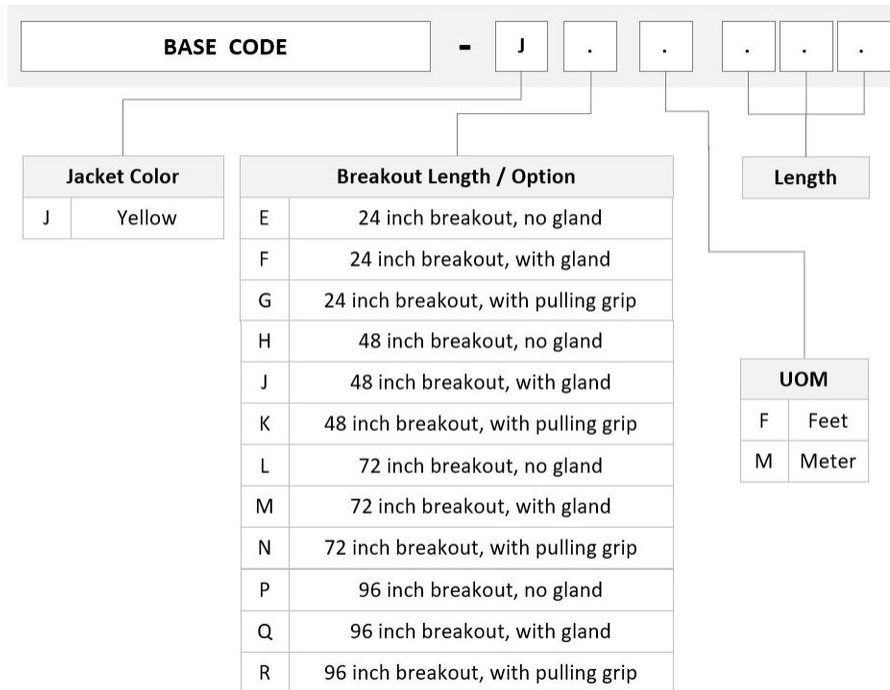 BASE CODE - J . . . . .
Jacket Color
J Yellow
Breakout Length / Option
E 24 inch breakout, no gland
F 24 inch breakout, with gland
G 24 inch breakout, with pulling grip
H 48 inch breakout, no gland
J 48 inch breakout, with gland
K 48 inch breakout, with pulling grip
L 72 inch breakout, no gland
M 72 inch breakout, with gland
N 72 inch breakout, with pulling grip
P 96 inch breakout, no gland
Q 96 inch breakout, with gland
R 96 inch breakout, with pulling grip
Length
UOM
F Feet
M Meter